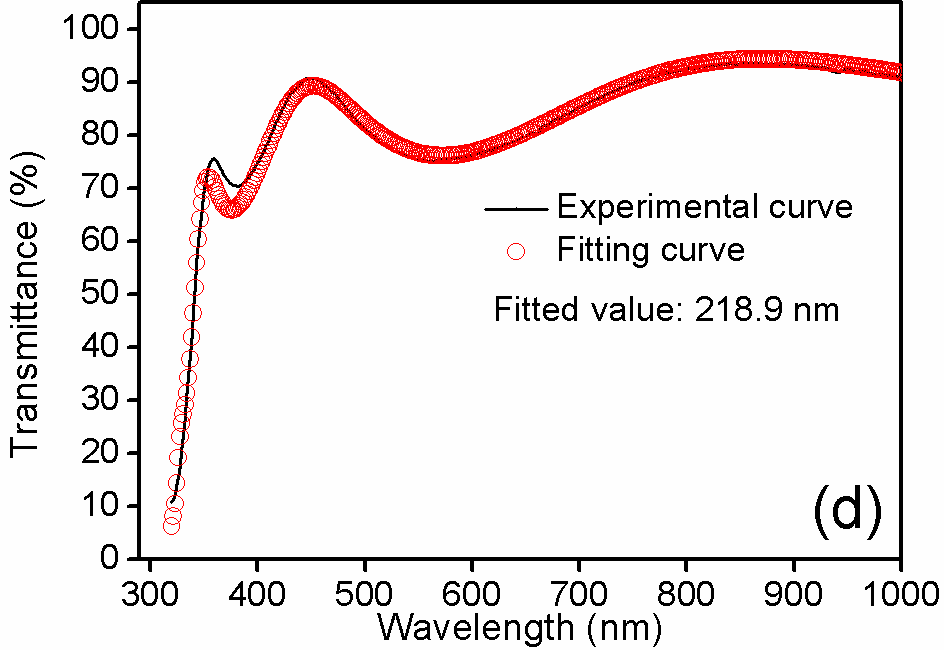 100
90
80
70
60
50
40
30
20
10
0
Transmittance (%)
Experimental curve
Fitting curve
Fitted value: 218.9 nm
(d)
300 400 500 600 700 800 900 1000
Wavelength (nm)